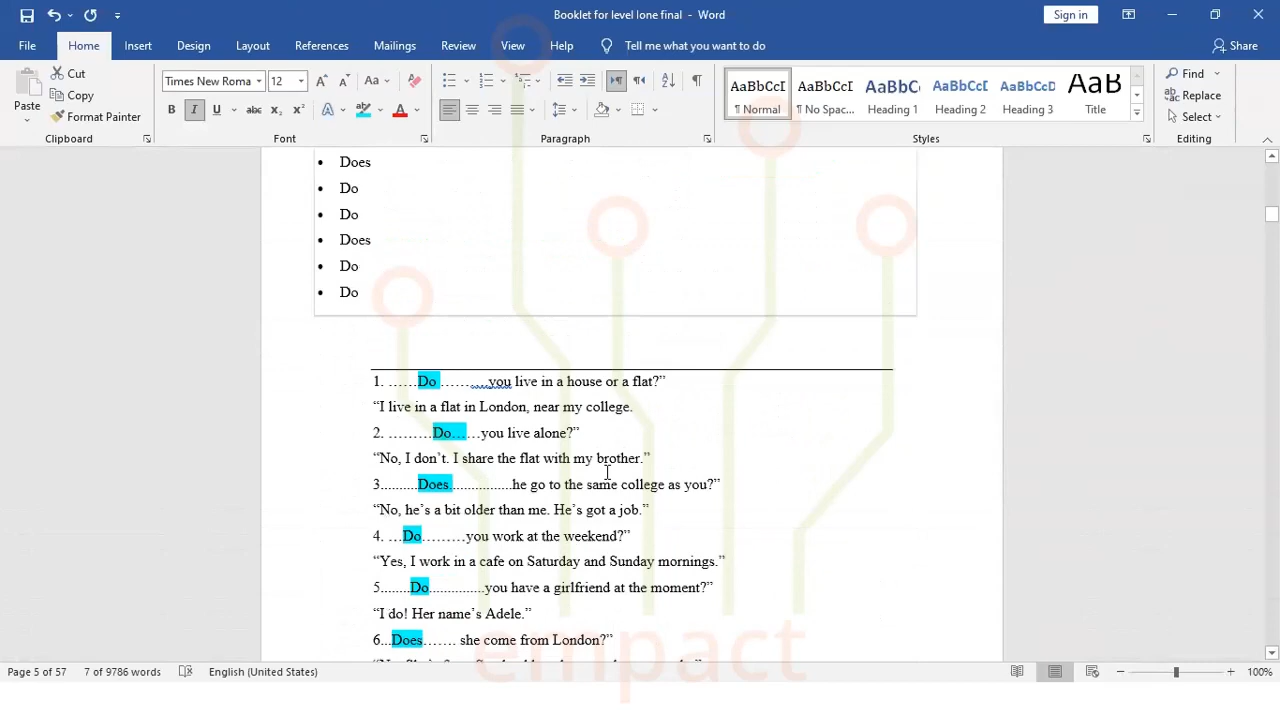 Booklet for level lone final - Word
Sign in
File Home Insert Design Layout References Mailings Review View Help Tell me what you want to do Share
Paste
Cut
Copy
Format Painter
Times New Roma 12
AaBbCcI AaBbCcI AaBbC AaBbCcI AaBbCcD AaB
¶ Normal ¶ No Spac... Heading 1 Heading 2 Heading 3 Title
Find
Replace
Select
Clipboard Font Paragraph Styles Editing
• Does
• Do
• Do
• Does
• Do
• Do
1. ……Do……....you live in a house or a flat?”
“I live in a flat in London, near my college.
2. ………Do……you live alone?”
“No, I don’t. I share the flat with my brother.”
3.........Does...............he go to the same college as you?”
“No, he’s a bit older than me. He’s got a job.”
4. …Do………you work at the weekend?”
“Yes, I work in a cafe on Saturday and Sunday mornings.”
5.......Do..............you have a girlfriend at the moment?”
“I do! Her name’s Adele.”
6...Does……. she come from London?”
empact
Page 5 of 57 7 of 9786 words English (United States) 100%